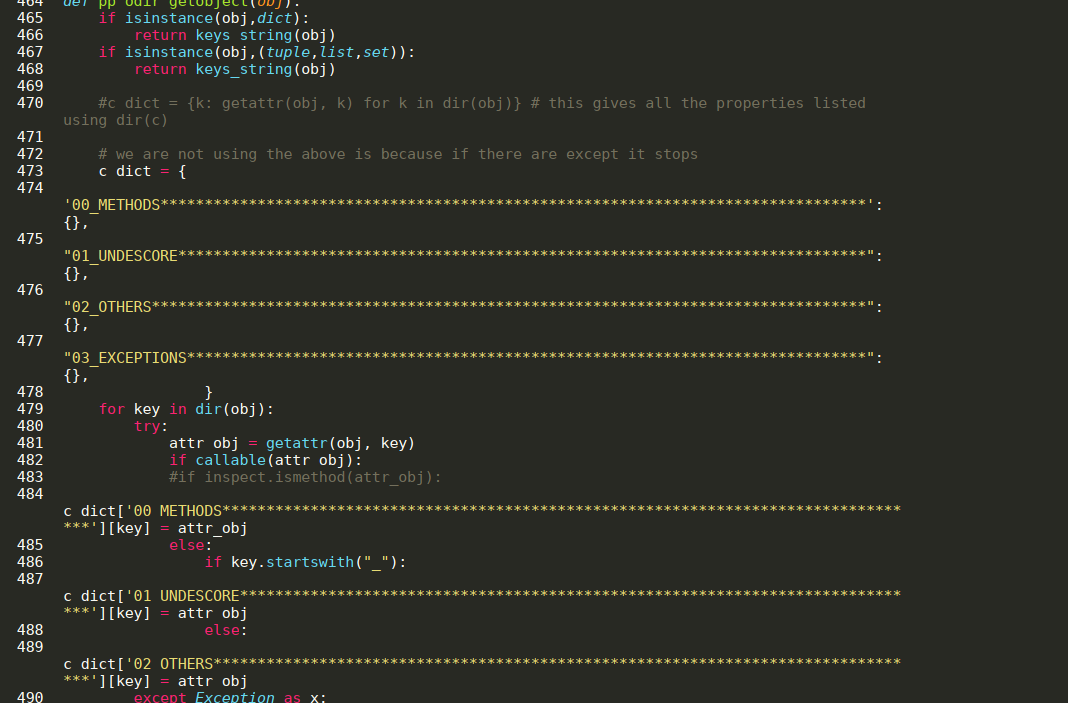 464 def pp odir getobject(obj):
465 if isinstance(obj,dict):
466 return keys string(obj)
467 if isinstance(obj,(tuple,list,set)):
468 return keys_string(obj)
469
470 #c dict = {k: getattr(obj, k) for k in dir(obj)} # this gives all the properties listed
using dir(c)
471
472 # we are not using the above is because if there are except it stops
473 c dict = {
474
'00_METHODS********************************************************************************':
{},
475
"01_UNDESCORE******************************************************************************":
{},
476
"02_OTHERS*********************************************************************************":
{},
477
"03_EXCEPTIONS*****************************************************************************":
{},
478 }
479 for key in dir(obj):
480 try:
481 attr obj = getattr(obj, key)
482 if callable(attr obj):
483 #if inspect.ismethod(attr_obj):
484
c dict['00 METHODS*****************************************************************************
***'][key] = attr_obj
485 else:
486 if key.startswith("_"):
487
c dict['01 UNDESCORE***************************************************************************
***'][key] = attr obj
488 else:
489
c dict['02 OTHERS******************************************************************************
***'][key] = attr obj
490 except Exception as x: